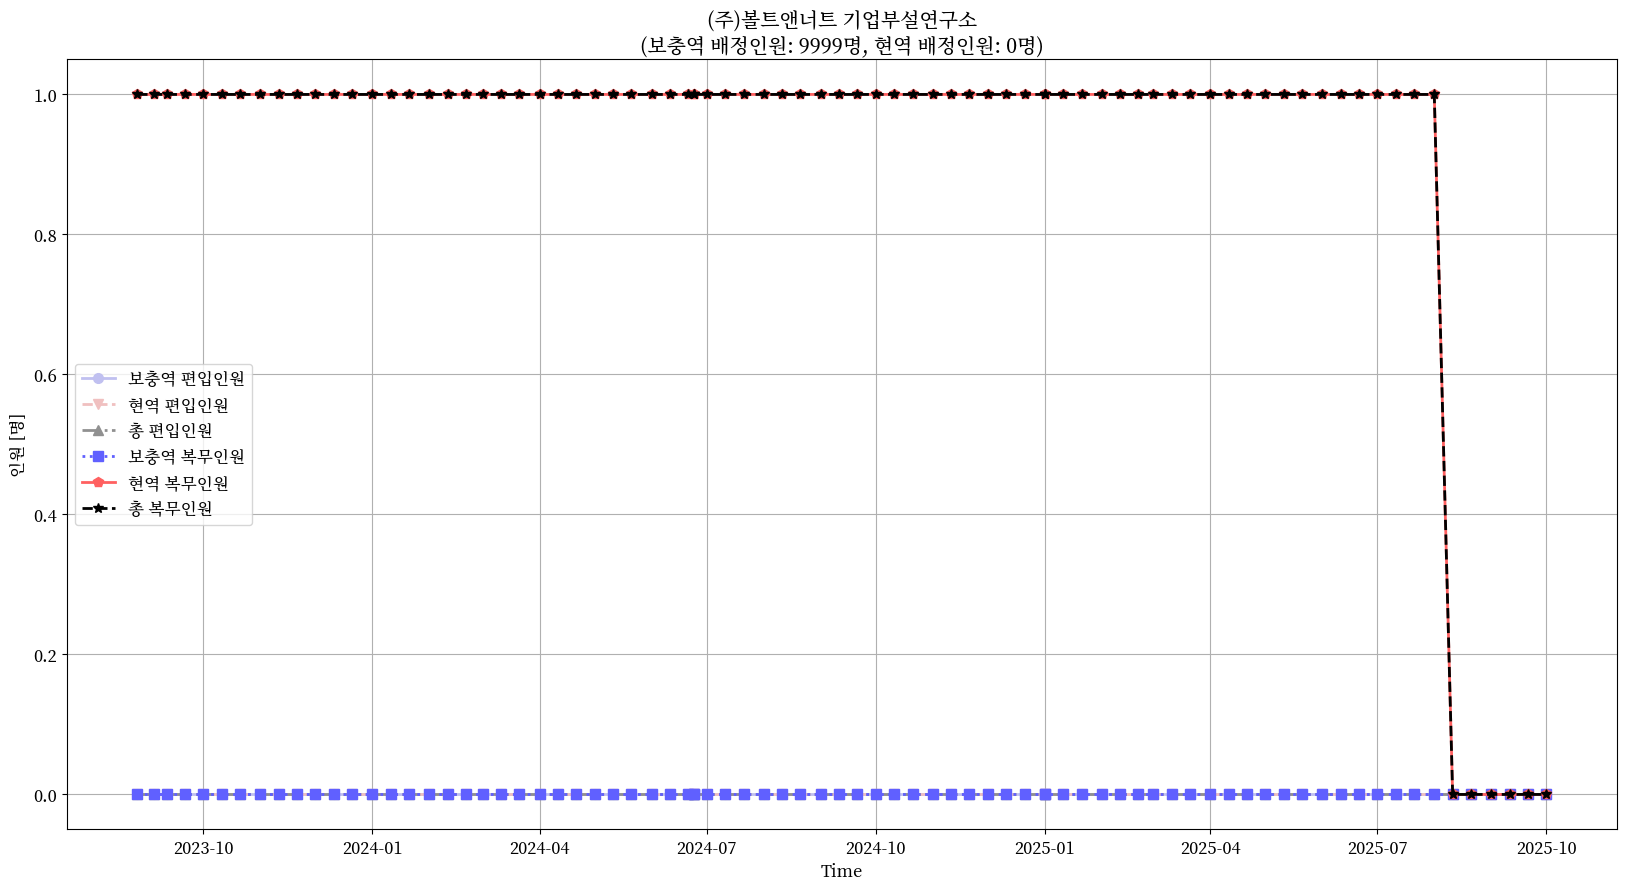 (주)볼트앤너트 기업부설연구소
(보충역 배정인원: 9999명, 현역 배정인원: 0명)
1.0
0.8
0.6
0.4
0.2
0.0
인원 [명]
보충역 편입인원
현역 편입인원
총 편입인원
보충역 복무인원
현역 복무인원
총 복무인원
2023-10
2024-01
2024-04
2024-07
2024-10
2025-01
2025-04
2025-07
2025-10
Time